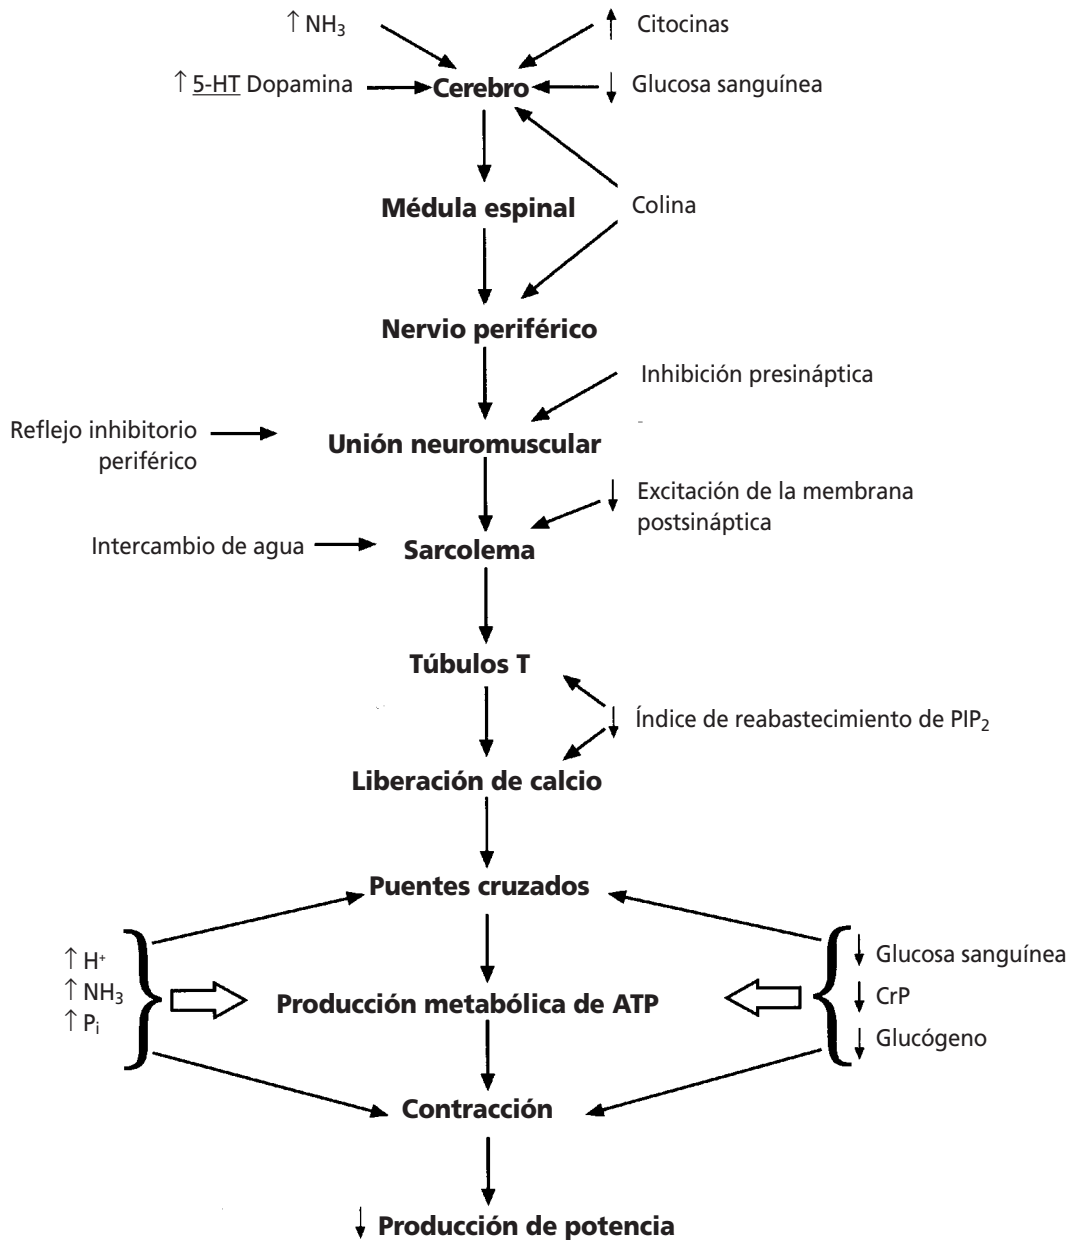 ↑ NH₃
↑ Citocinas
↑ 5-HT Dopamina
Cerebro
↓ Glucosa sanguínea
Médula espinal
Colina
Nervio periférico
Inhibición presináptica
Reflejo inhibitorio
periférico
Unión neuromuscular
↓ Excitación de la membrana
postsináptica
Intercambio de agua
Sarcolema
Túbulos T
↓ Índice de reabastecimiento de PIP₂
Liberación de calcio
Puentes cruzados
↑ H⁺
↑ NH₃
↑ Pᵢ
Producción metabólica de ATP
↓ Glucosa sanguínea
↓ CrP
↓ Glucógeno
Contracción
↓ Producción de potencia